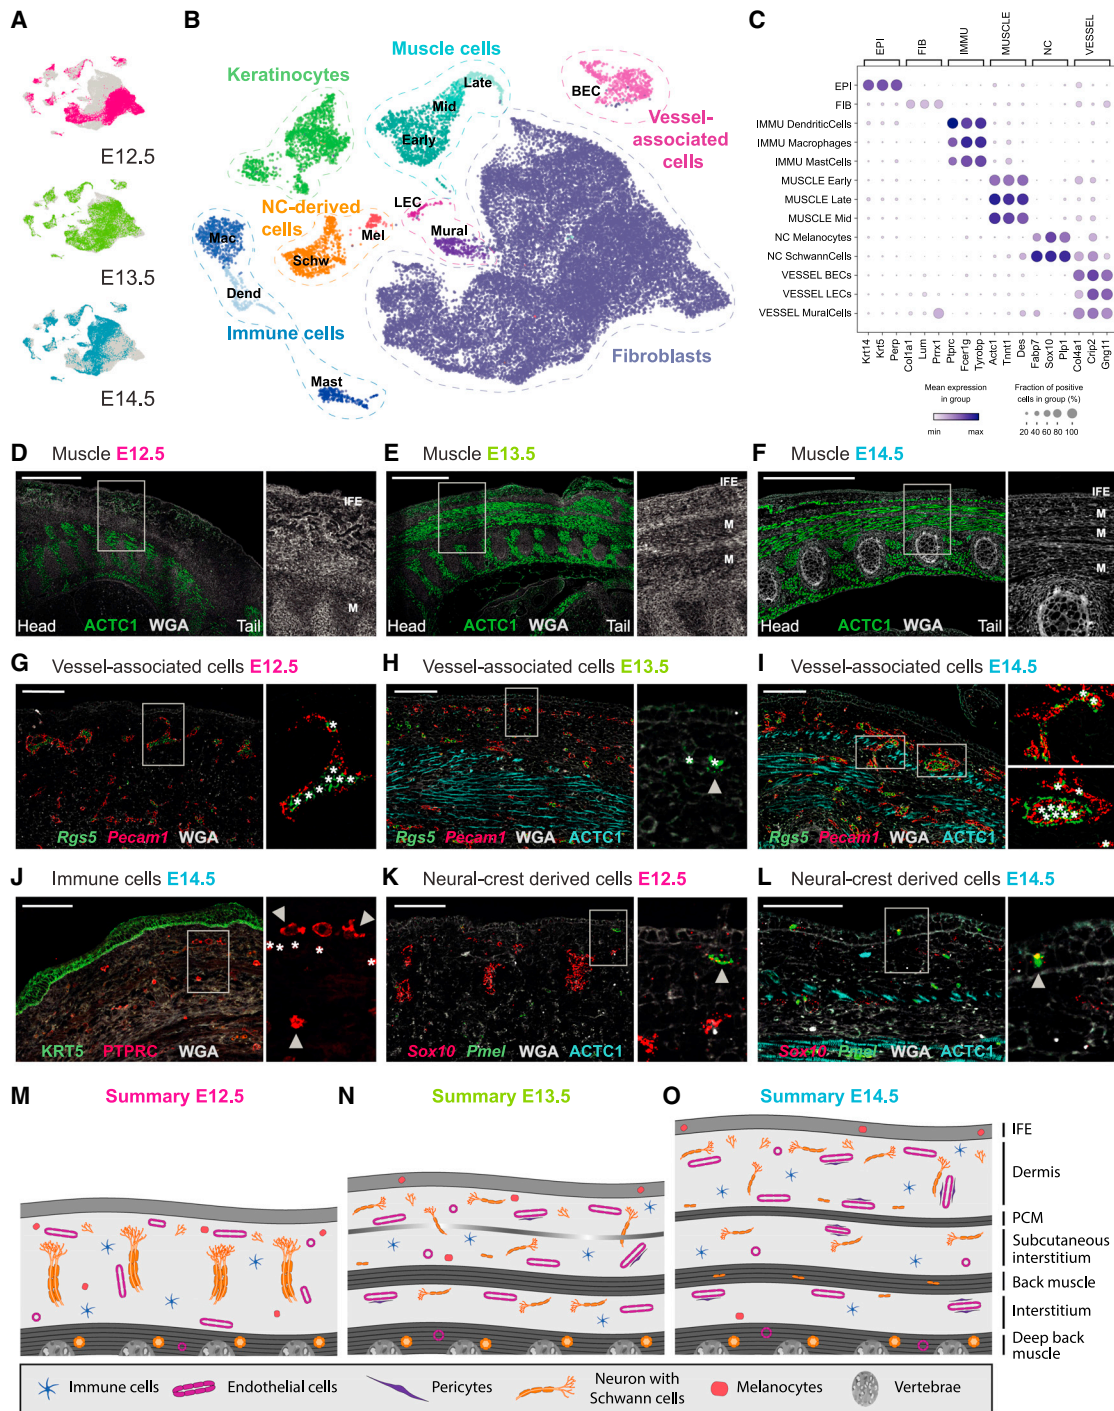 A
E12.5
E13.5
E14.5
B
Muscle cells
Late
Mid
Early
Keratinocytes
BEC
Vessel-
associated
cells
LEC
NC-derived
cells
Mel
Mural
Mac
Schw
Dend
Immune cells
Mast
Fibroblasts
C
EPI
FIB
IMMU
MUSCLE
NC
VESSEL
EPI
FIB
IMMU DendriticCells
IMMU Macrophages
IMMU MastCells
MUSCLE Early
MUSCLE Late
MUSCLE Mid
NC Melanocytes
NC SchwannCells
VESSEL BECs
VESSEL LECs
VESSEL MuralCells
Krt14
Krt5
Perp
Col1a1
Lum
Prrx1
Ptprc
Fcer1g
Tyrobp
Actc1
Tnnt1
Des
Fabp7
Sox10
Plp1
Col4a1
Crip2
Gng11
Mean expression
in group
min max
Fraction of positive
cells in group (%)
20 40 60 80 100
D Muscle E12.5
IFE
M
Head ACTC1 WGA Tail
E Muscle E13.5
IFE
M
M
Head ACTC1 WGA Tail
F Muscle E14.5
IFE
M
M
M
Head ACTC1 WGA Tail
G Vessel-associated cells E12.5
Rgs5 Pecam1 WGA
H Vessel-associated cells E13.5
Rgs5 Pecam1 WGA ACTC1
I Vessel-associated cells E14.5
Rgs5 Pecam1 WGA ACTC1
J Immune cells E14.5
KRT5 PTPRC WGA
K Neural-crest derived cells E12.5
Sox10 Pmel WGA ACTC1
L Neural-crest derived cells E14.5
Sox10 Pmel WGA ACTC1
M Summary E12.5
N Summary E13.5
O Summary E14.5
IFE
Dermis
PCM
Subcutaneous
interstitium
Back muscle
Interstitium
Deep back
muscle
Immune cells
Endothelial cells
Pericytes
Neuron with
Schwann cells
Melanocytes
Vertebrae